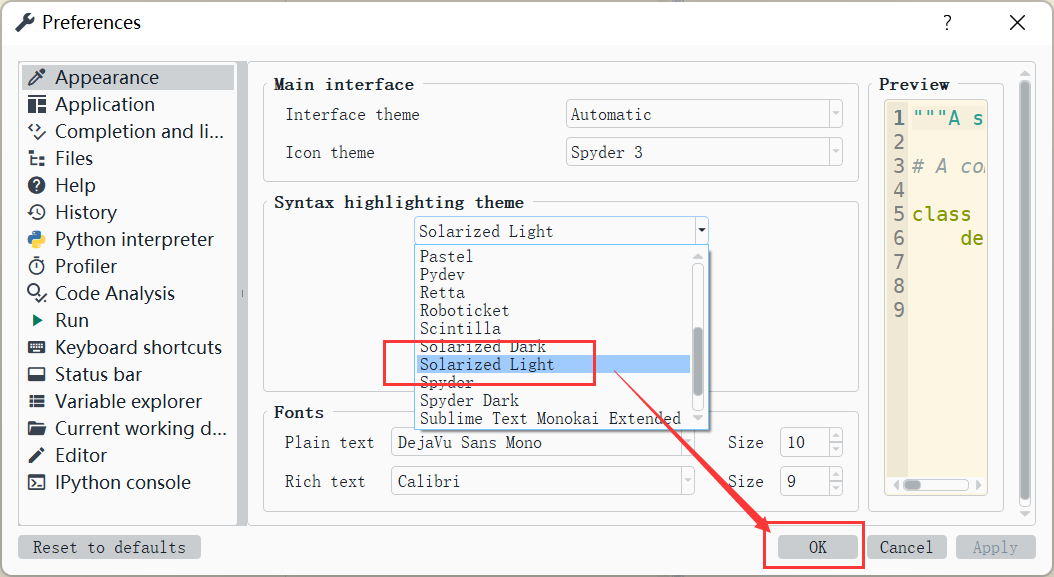 Preferences
?
Appearance
Application
Completion and li...
Files
Help
History
Python interpreter
Profiler
Code Analysis
Run
Keyboard shortcuts
Status bar
Variable explorer
Current working d...
Editor
IPython console
Main interface
Interface theme Automatic
Icon theme Spyder 3
Syntax highlighting theme
Solarized Light
Pastel
Pydev
Retta
Roboticket
Scintilla
Solarized Dark
Solarized Light
Spyder
Spyder Dark
Sublime Text Monokai Extended
Fonts
Plain text DejaVu Sans Mono Size 10
Rich text Calibri Size 9
Preview
1 """A s
2
3 # A co
4
5 class
6 de
7
8
9
Reset to defaults OK Cancel Apply